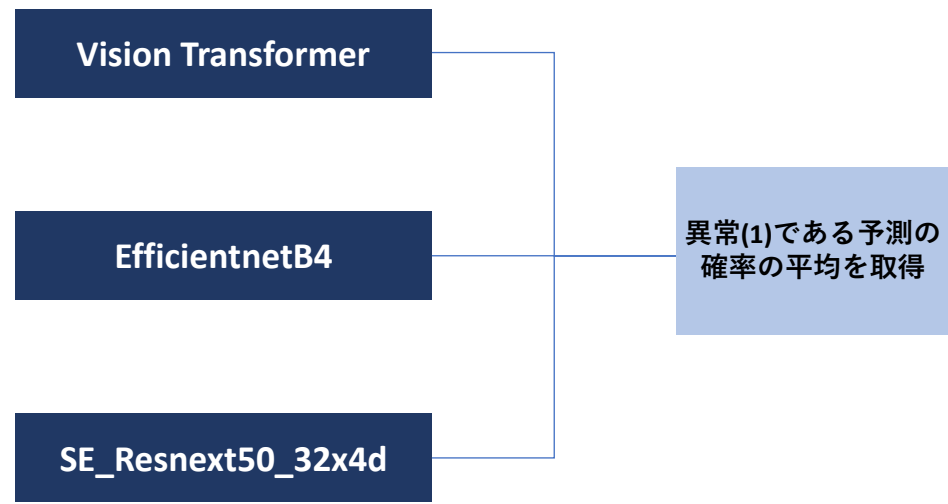 Vision Transformer
EfficientnetB4
異常(1)である予測の
確率の平均を取得
SE_Resnext50_32x4d